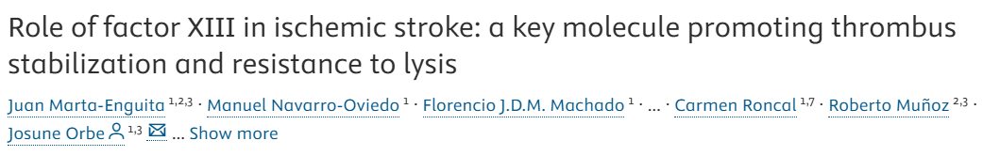 Role of factor XIII in ischemic stroke: a key molecule promoting thrombus
stabilization and resistance to lysis
Juan Marta-Enguita 1,2,3 · Manuel Navarro-Oviedo 1 · Florencio J.D.M. Machado 1 · ... · Carmen Roncal 1,7 · Roberto Muñoz 2,3 ·
Josune Orbe 1,3 ... Show more